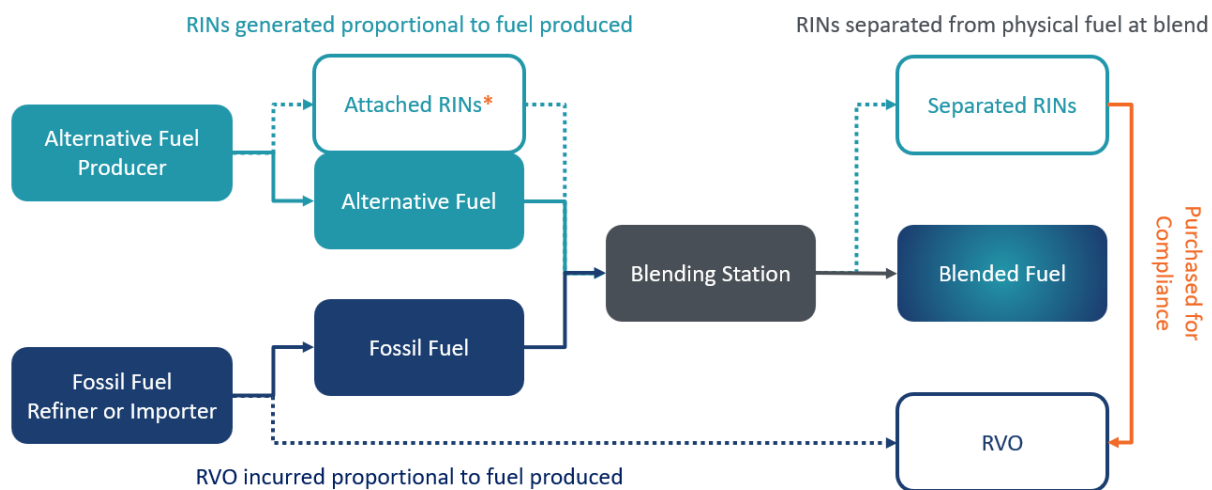 RINs generated proportional to fuel produced
RINs separated from physical fuel at blend
Attached RINs*
Separated RINs
Alternative Fuel
Producer
Alternative Fuel
Purchased for
Compliance
Blending Station
Blended Fuel
Fossil Fuel
Fossil Fuel
Refiner or Importer
RVO
RVO incurred proportional to fuel produced